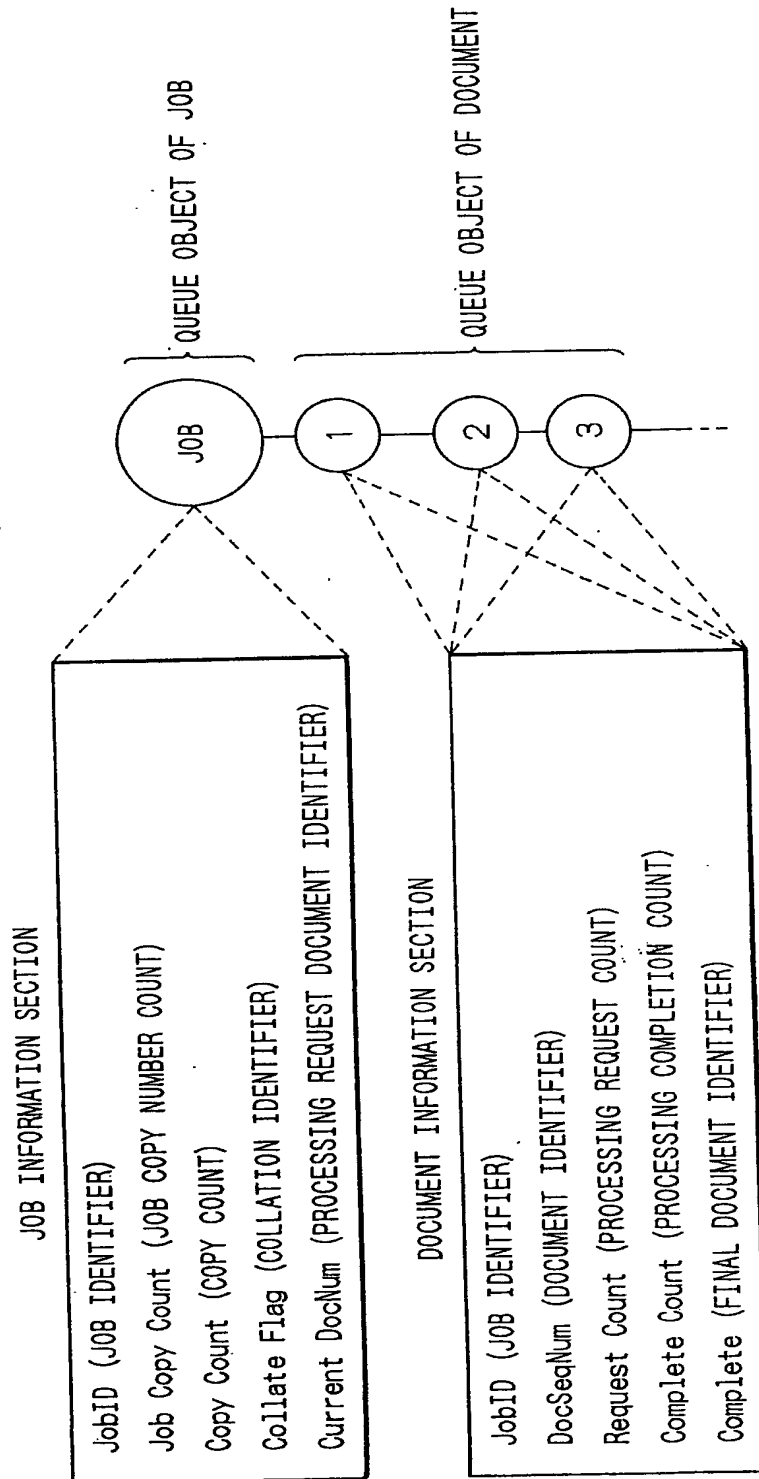 JOB INFORMATION SECTION
JobID (JOB IDENTIFIER)
Job Copy Count (JOB COPY NUMBER COUNT)
Copy Count (COPY COUNT)
Collate Flag (COLLATION IDENTIFIER)
Current DocNum (PROCESSING REQUEST DOCUMENT IDENTIFIER)
JOB
QUEUE OBJECT OF JOB
DOCUMENT INFORMATION SECTION
JobID (JOB IDENTIFIER)
DocSeqNum (DOCUMENT IDENTIFIER)
Request Count (PROCESSING REQUEST COUNT)
Complete Count (PROCESSING COMPLETION COUNT)
Complete (FINAL DOCUMENT IDENTIFIER)
1
2
3
QUEUE OBJECT OF DOCUMENT